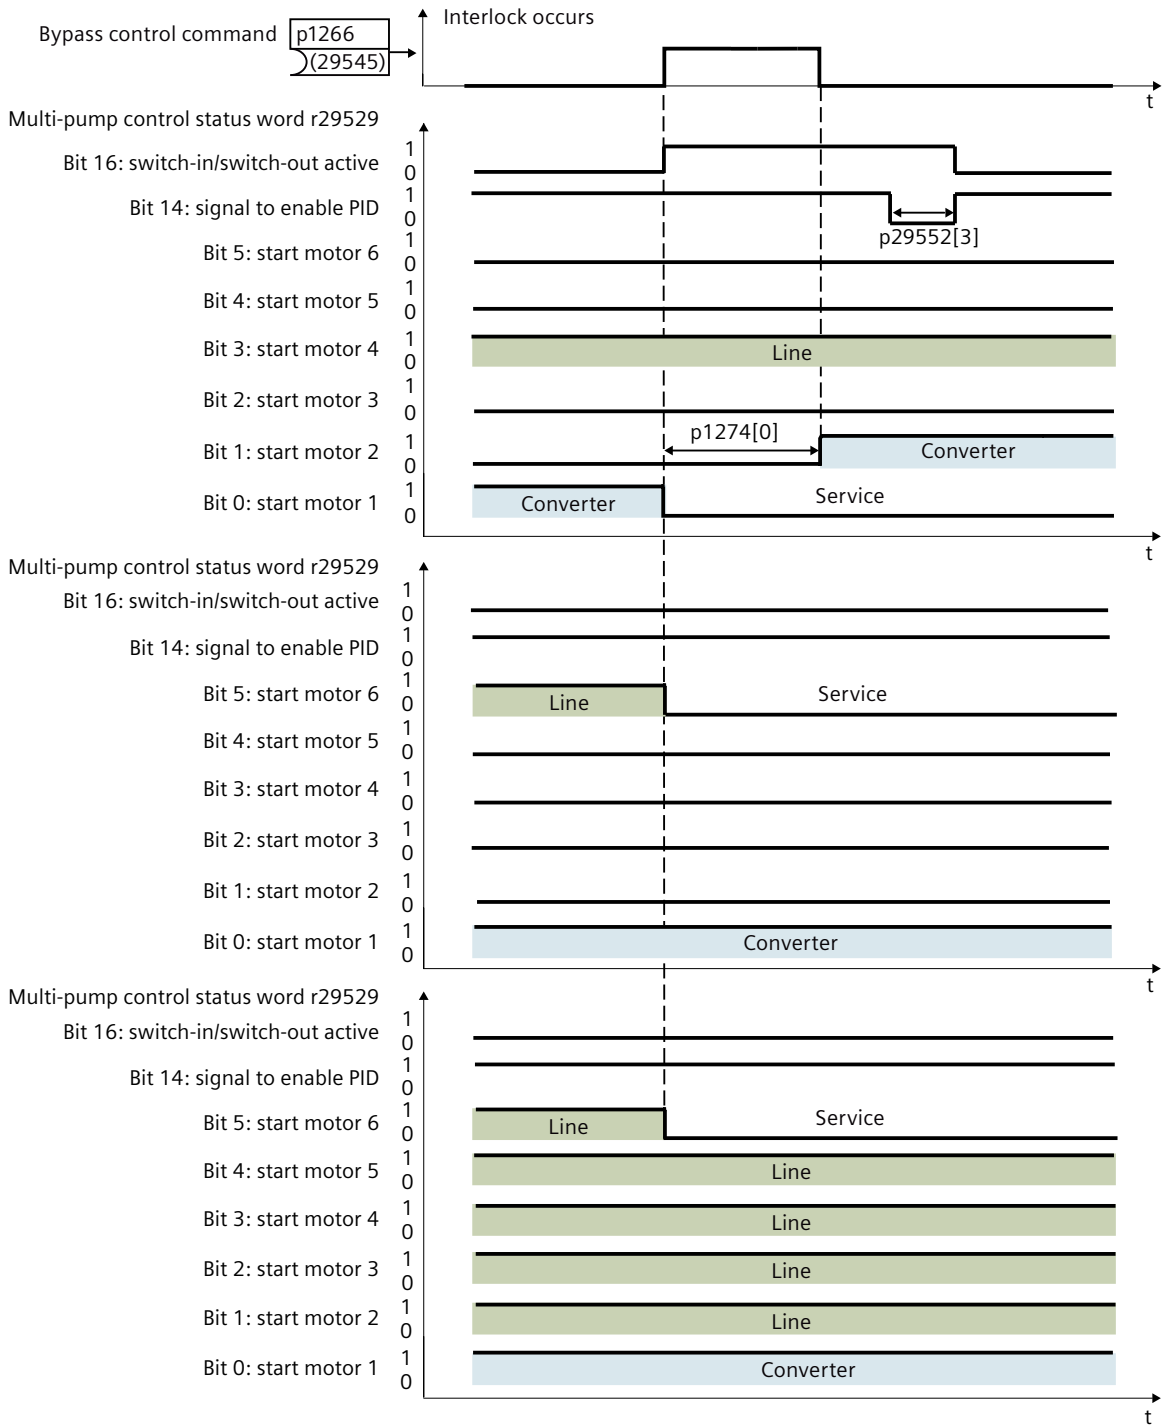 Interlock occurs
Bypass control command p1266
(29545)
t
Multi-pump control status word r29529
Bit 16: switch-in/switch-out active 1
0
Bit 14: signal to enable PID 1
0
p29552[3]
Bit 5: start motor 6 1
0
Bit 4: start motor 5 1
0
Bit 3: start motor 4 1
0 Line
Bit 2: start motor 3 1
0
p1274[0]
Bit 1: start motor 2 1
0 Converter
Bit 0: start motor 1 1
0 Converter Service
t
Multi-pump control status word r29529
Bit 16: switch-in/switch-out active 1
0
Bit 14: signal to enable PID 1
0
Bit 5: start motor 6 1
0 Line Service
Bit 4: start motor 5 1
0
Bit 3: start motor 4 1
0
Bit 2: start motor 3 1
0
Bit 1: start motor 2 1
0
Bit 0: start motor 1 1
0 Converter
t
Multi-pump control status word r29529
Bit 16: switch-in/switch-out active 1
0
Bit 14: signal to enable PID 1
0
Bit 5: start motor 6 1
0 Line Service
Bit 4: start motor 5 1
0 Line
Bit 3: start motor 4 1
0 Line
Bit 2: start motor 3 1
0 Line
Bit 1: start motor 2 1
0 Line
Bit 0: start motor 1 1
0 Converter
t